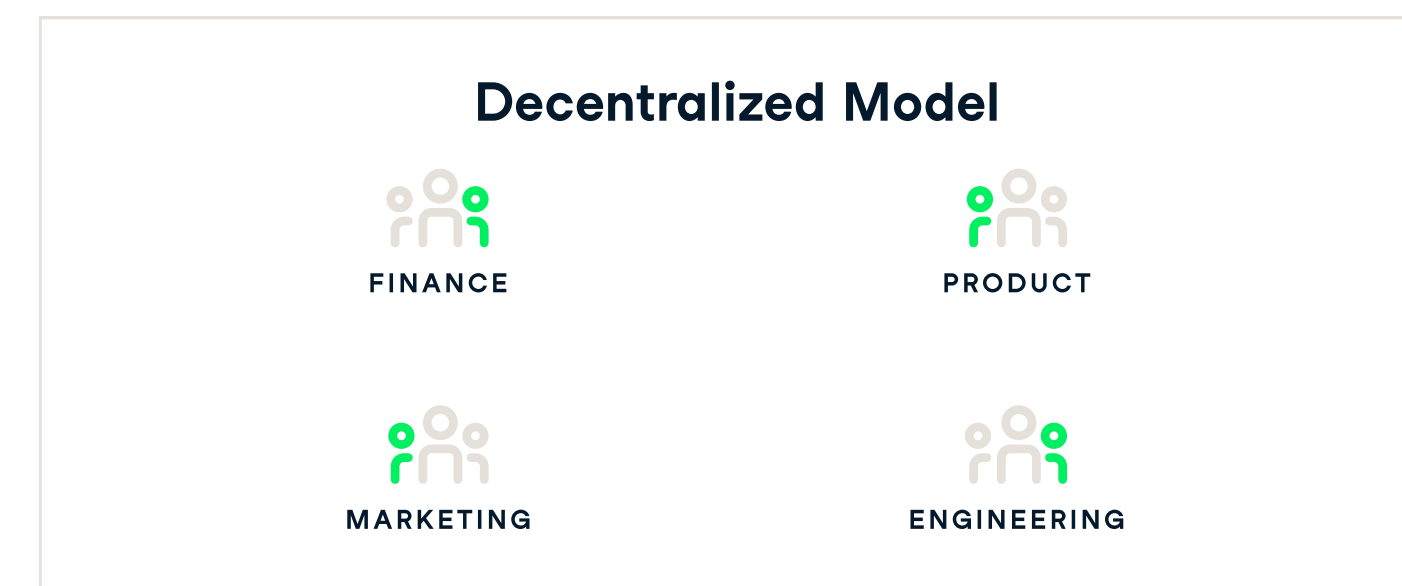 Decentralized Model
FINANCE
PRODUCT
MARKETING
ENGINEERING